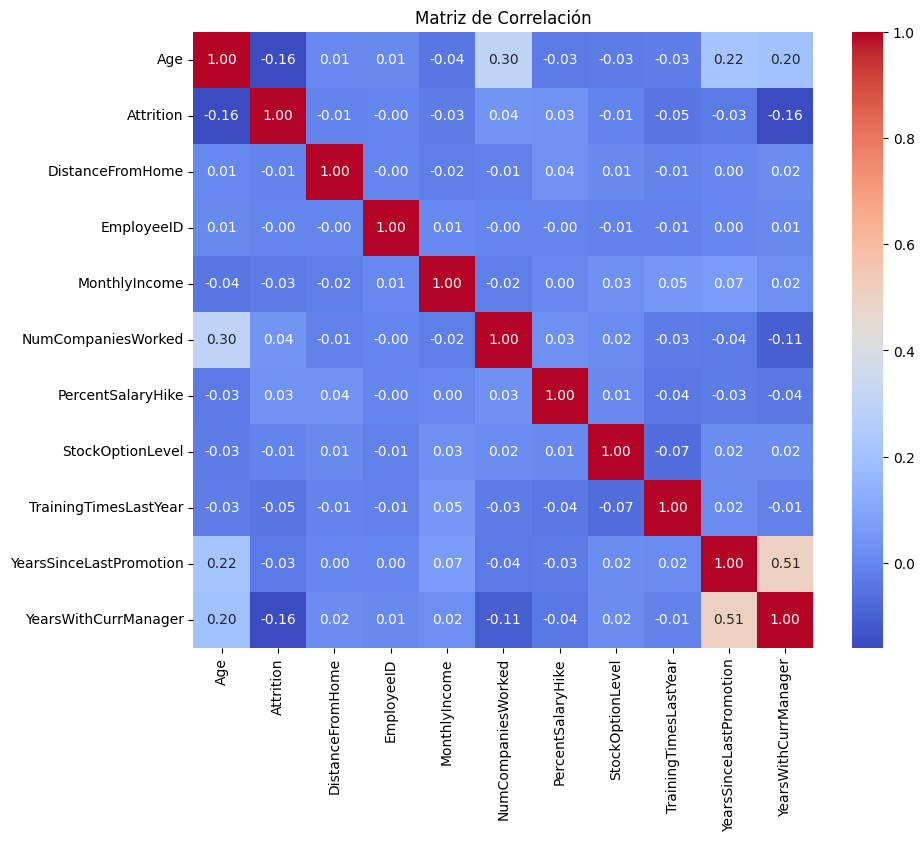 Matriz de Correlación
Age 1.00 -0.16 0.01 0.01 -0.04 0.30 -0.03 -0.03 -0.03 0.22 0.20
Attrition -0.16 1.00 -0.01 -0.00 -0.03 0.04 0.03 -0.01 -0.05 -0.03 -0.16
DistanceFromHome 0.01 -0.01 1.00 -0.00 -0.02 -0.01 0.04 0.01 -0.01 0.00 0.02
EmployeeID 0.01 -0.00 -0.00 1.00 0.01 -0.00 -0.00 -0.01 -0.01 0.00 0.01
MonthlyIncome -0.04 -0.03 -0.02 0.01 1.00 -0.02 0.00 0.03 0.05 0.07 0.02
NumCompaniesWorked 0.30 0.04 -0.01 -0.00 -0.02 1.00 0.03 0.02 -0.03 -0.04 -0.11
PercentSalaryHike -0.03 0.03 0.04 -0.00 0.00 0.03 1.00 0.01 -0.04 -0.03 -0.04
StockOptionLevel -0.03 -0.01 0.01 -0.01 0.03 0.02 0.01 1.00 -0.07 0.02 0.02
TrainingTimesLastYear -0.03 -0.05 -0.01 -0.01 0.05 -0.03 -0.04 -0.07 1.00 0.02 -0.01
YearsSinceLastPromotion 0.22 -0.03 0.00 0.00 0.07 -0.04 -0.03 0.02 0.02 1.00 0.51
YearsWithCurrManager 0.20 -0.16 0.02 0.01 0.02 -0.11 -0.04 0.02 -0.01 0.51 1.00
Age
Attrition
DistanceFromHome
EmployeeID
MonthlyIncome
NumCompaniesWorked
PercentSalaryHike
StockOptionLevel
TrainingTimesLastYear
YearsSinceLastPromotion
YearsWithCurrManager
1.0
0.8
0.6
0.4
0.2
0.0